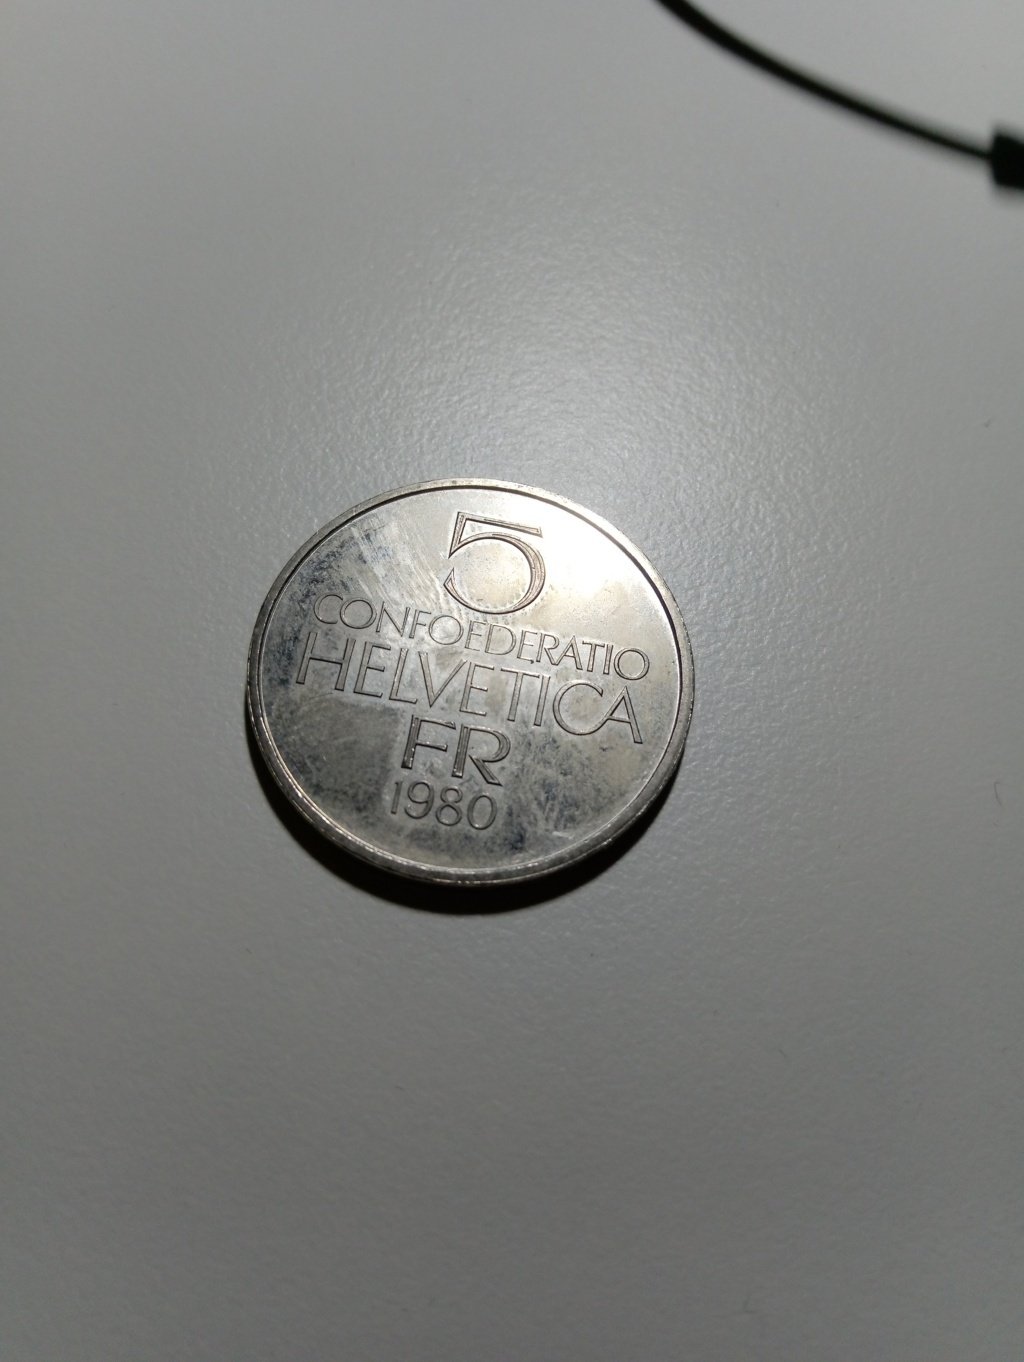 5
CONFOEDERATIO
HELVETICA
FR
1980